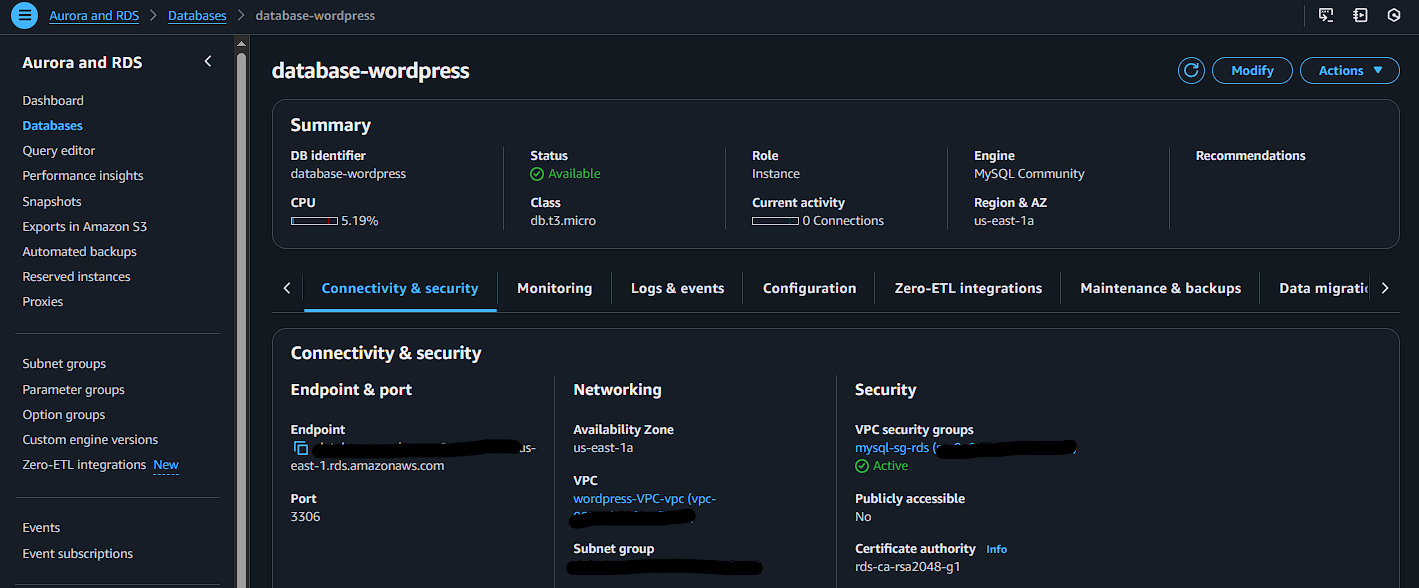 Aurora and RDS > Databases > database-wordpress
Aurora and RDS
Dashboard
Databases
Query editor
Performance insights
Snapshots
Exports in Amazon S3
Automated backups
Reserved instances
Proxies
Subnet groups
Parameter groups
Option groups
Custom engine versions
Zero-ETL integrations New
Events
Event subscriptions
database-wordpress
Modify
Actions
Summary
DB identifier
database-wordpress
Status
Available
Role
Instance
Engine
MySQL Community
Recommendations
CPU
5.19%
Class
db.t3.micro
Current activity
0 Connections
Region & AZ
us-east-1a
Connectivity & security
Monitoring
Logs & events
Configuration
Zero-ETL integrations
Maintenance & backups
Data migratio
Connectivity & security
Endpoint & port
Endpoint
us-
east-1.rds.amazonaws.com
Port
3306
Networking
Availability Zone
us-east-1a
VPC
wordpress-VPC-vpc (vpc-
Subnet group
Security
VPC security groups
mysql-sg-rds (
Active
Publicly accessible
No
Certificate authority Info
rds-ca-rsa2048-g1